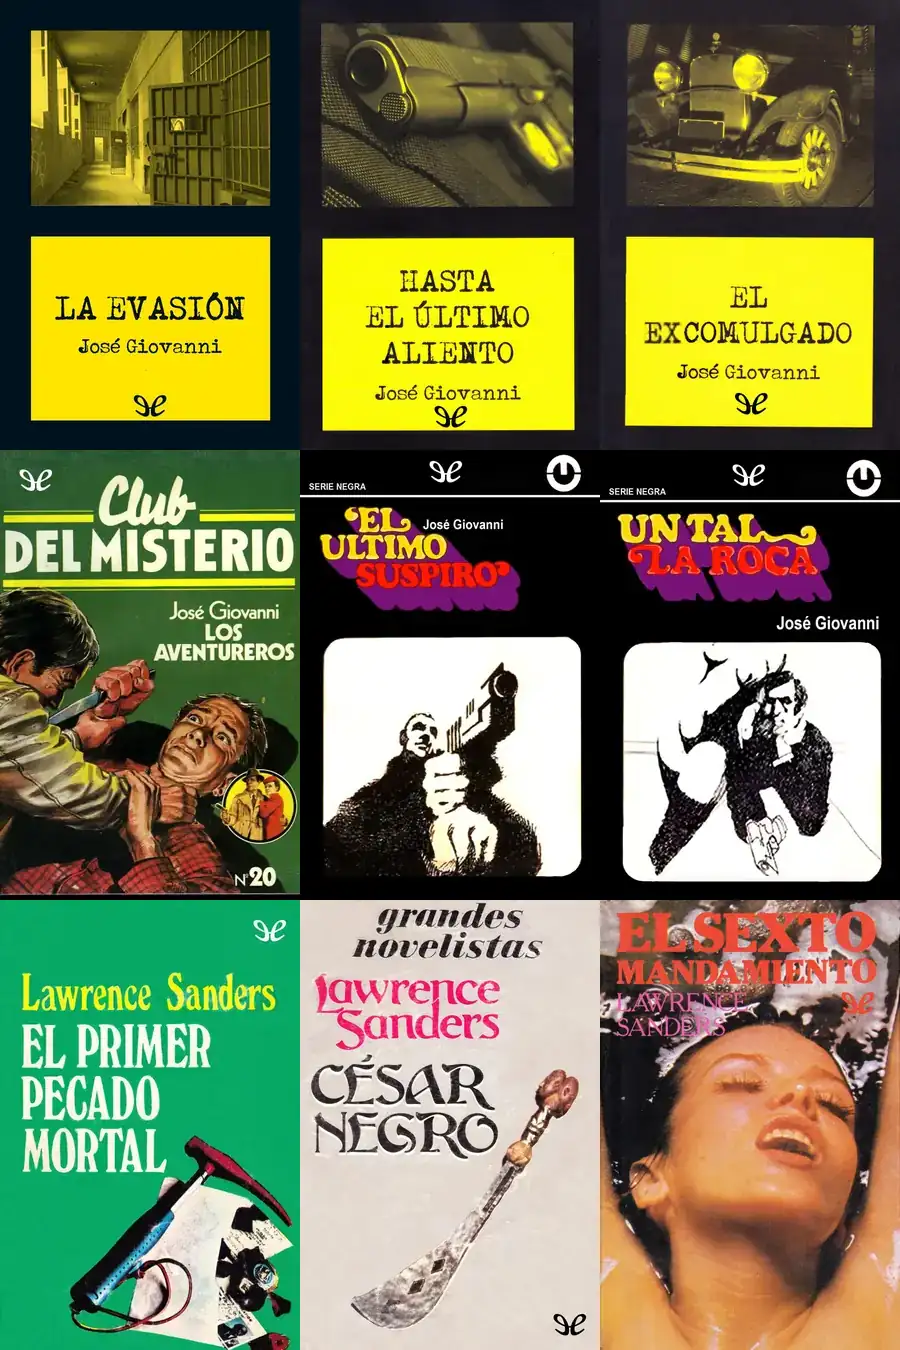 LA EVASIÓN
José Giovanni
HASTA
EL ÚLTIMO
ALIENTO
José Giovanni
EL
EXCOMULGADO
José Giovanni
Club
DEL MISTERIO
José Giovanni
LOS
AVENTUREROS
Nº20
SERIE NEGRA
"EL
ULTIMO
SUSPIRO"
José Giovanni
SERIE NEGRA
UN TAL
LA ROCA
José Giovanni
Lawrence Sanders
EL PRIMER
PECADO
MORTAL
grandes
novelistas
Lawrence
Sanders
CÉSAR
NEGRO
EL SEXTO
MANDAMIENTO
LAWRENCE
SANDERS